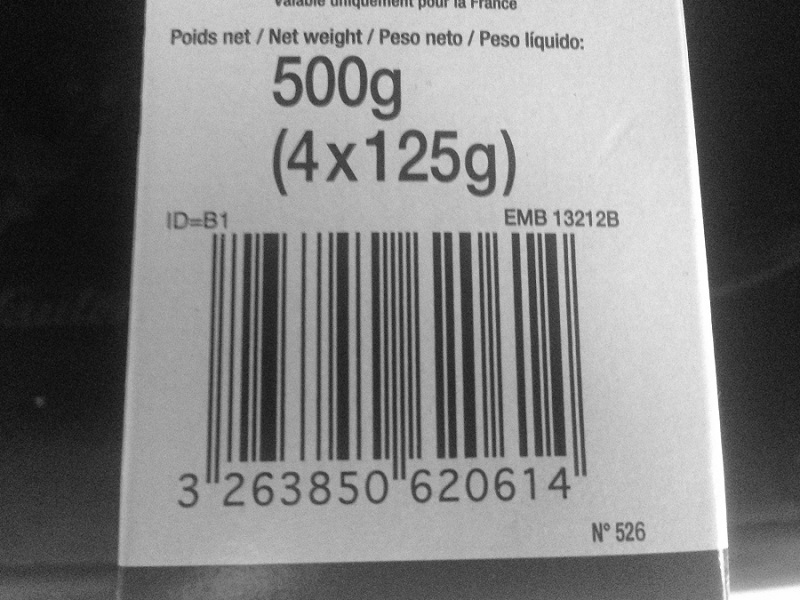 Valable uniquement pour la France
Poids net / Net weight / Peso neto / Peso líquido:
500g
(4x125g)
ID=B1 EMB 13212B
3 263850 620614
N° 526